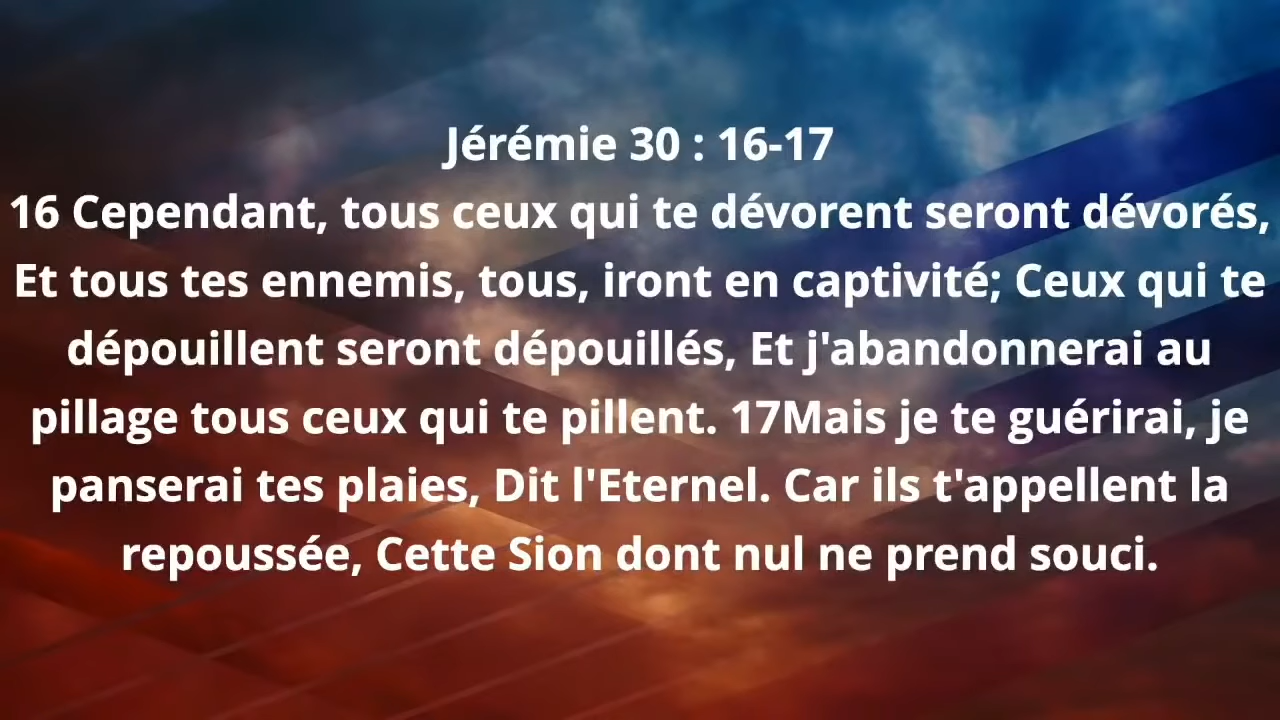 Jérémie 30 : 16-17
16 Cependant, tous ceux qui te dévorent seront dévorés,
Et tous tes ennemis, tous, iront en captivité; Ceux qui te
dépouillent seront dépouillés, Et j'abandonnerai au
pillage tous ceux qui te pillent. 17Mais je te guérirai, je
panserai tes plaies, Dit l'Eternel. Car ils t'appellent la
repoussée, Cette Sion dont nul ne prend souci.